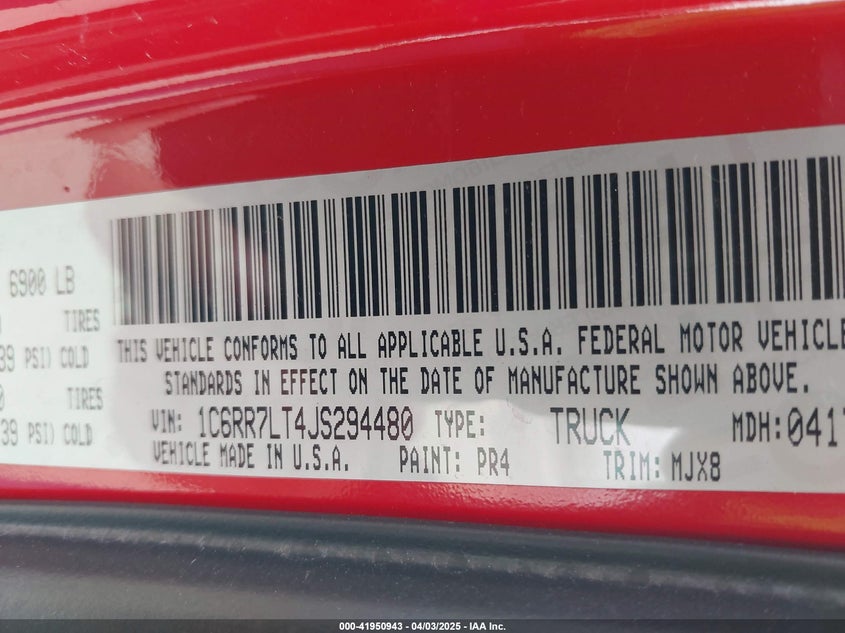 6900 LB
TIRES
THIS VEHICLE CONFORMS TO ALL APPLICABLE U.S.A. FEDERAL MOTOR VEHICLE
39 PSI) COLD
STANDARDS IN EFFECT ON THE DATE OF MANUFACTURE SHOWN ABOVE.
TIRES
VIN: 1C6RR7LT4JS294480 TYPE: TRUCK MDH:0417
39 PSI) COLD
VEHICLE MADE IN U.S.A. PAINT: PR4 TRIM: MJX8
000-41950943 | 04/03/2025 - IAA Inc.